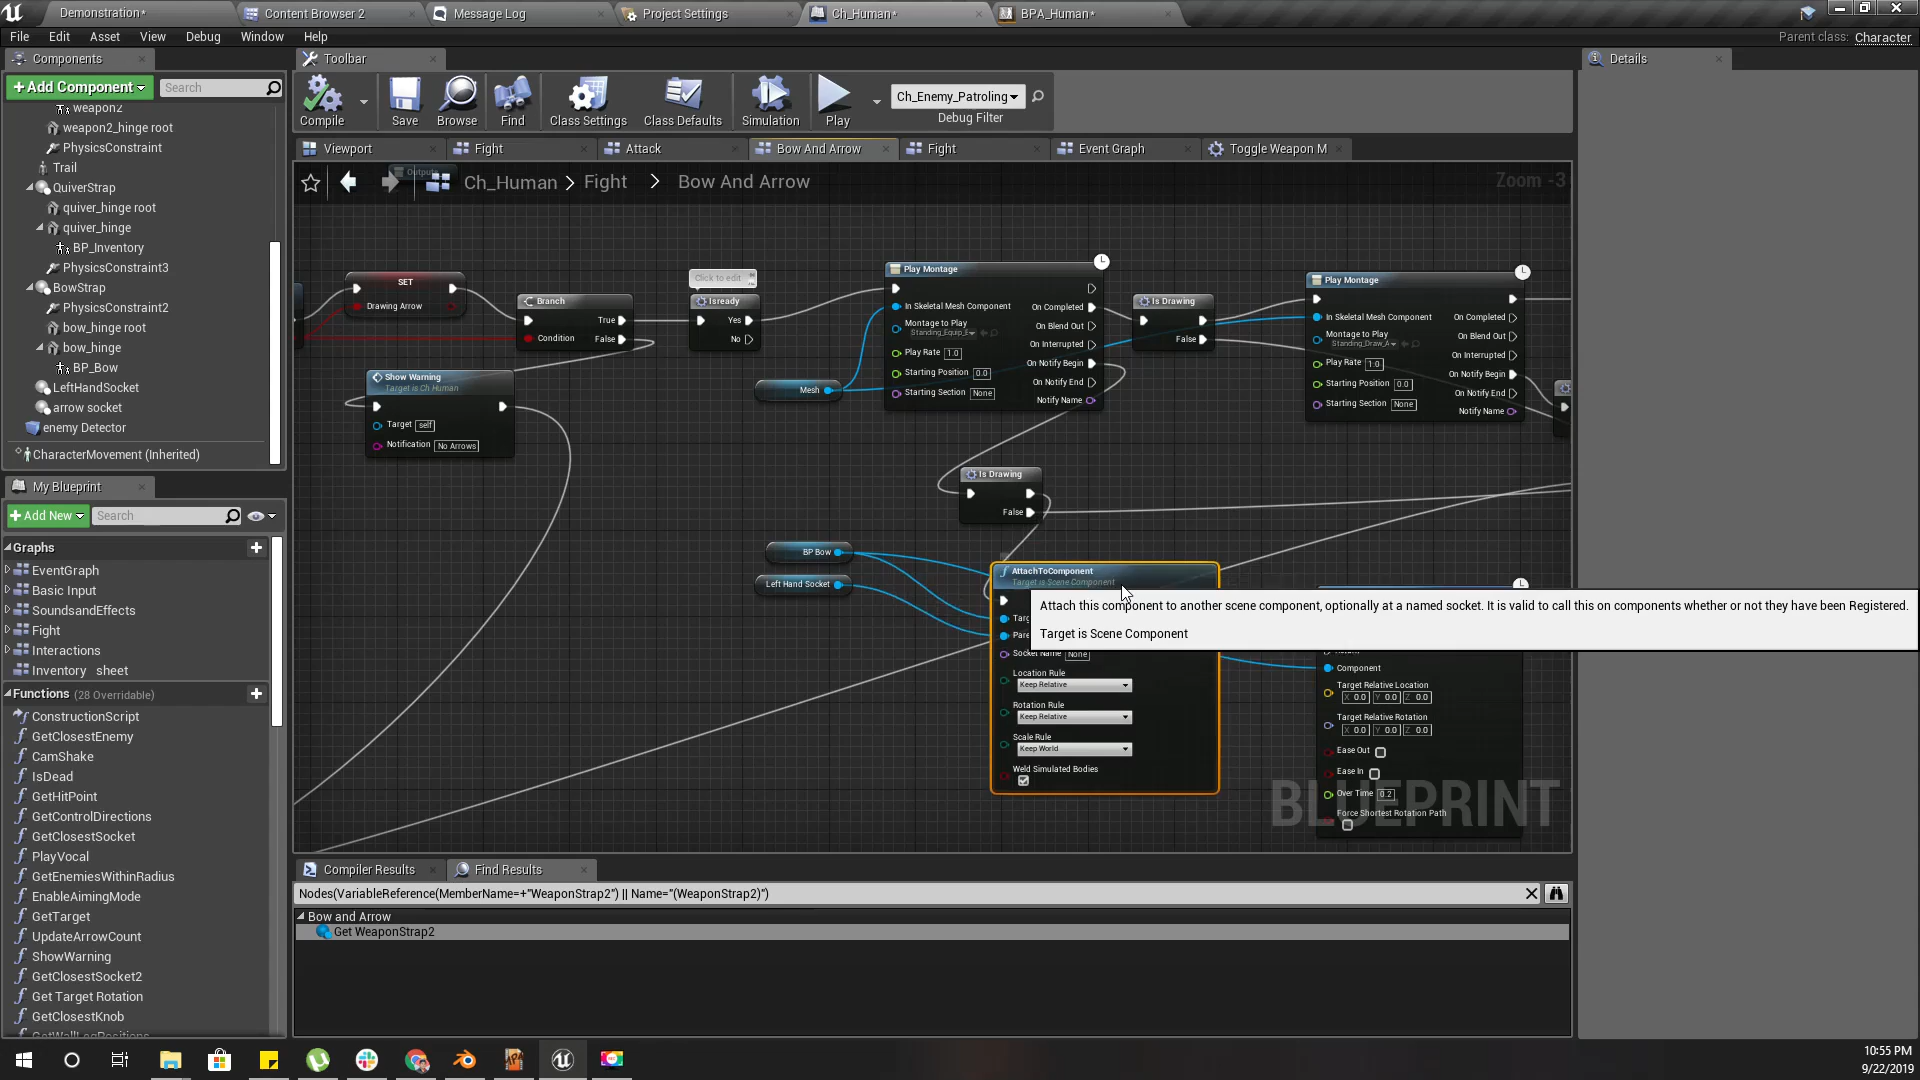 Demonstration*
Content Browser 2
Message Log
Project Settings
Ch_Human*
BPA_Human*
File Edit Asset View Debug Window Help
Parent class: Character
Components
+Add Component
Search
weapon2
weapon2_hinge root
PhysicsConstraint
Trail
QuiverStrap
quiver_hinge root
quiver_hinge
BP_Inventory
PhysicsConstraint3
BowStrap
PhysicsConstraint2
bow_hinge root
bow_hinge
BP_Bow
LeftHandSocket
arrow socket
enemy Detector
CharacterMovement (Inherited)
My Blueprint
+Add New
Search
Graphs
EventGraph
Basic Input
SoundsandEffects
Fight
Interactions
Inventory sheet
Functions (28 Overridable)
ConstructionScript
GetClosestEnemy
CamShake
IsDead
GetHitPoint
GetControlDirections
GetClosestSocket
PlayVocal
GetEnemiesWithinRadius
EnableAimingMode
GetTarget
UpdateArrowCount
ShowWarning
GetClosestSocket2
Get Target Rotation
GetClosestKnob
GetWallLegPositions
Toolbar
Compile
Save
Browse
Find
Class Settings
Class Defaults
Simulation
Play
Ch_Enemy_Patroling
Debug Filter
Viewport
Fight
Attack
Bow And Arrow
Fight
Event Graph
Toggle Weapon M
Outputs
Ch_Human > Fight > Bow And Arrow
Zoom -3
SET
Drawing Arrow
Branch
True
Condition
False
Click to edit
Isready
Yes
No
Show Warning
Target is Ch Human
Target self
Notification No Arrows
Play Montage
In Skeletal Mesh Component
On Completed
Montage to Play
On Blend Out
On Interrupted
Play Rate 1.0
On Notify Begin
Starting Position 0.0
On Notify End
Starting Section None
Notify Name
Mesh
Is Drawing
False
Play Montage
In Skeletal Mesh Component
On Completed
Montage to Play
On Blend Out
On Interrupted
Play Rate 1.0
On Notify Begin
Starting Position 0.0
On Notify End
Starting Section None
Notify Name
Is Drawing
False
BP Bow
Left Hand Socket
AttachToComponent
Target is Scene Component
Attach this component to another scene component, optionally at a named socket. It is valid to call this on components whether or not they have been Registered.
Target is Scene Component
Socket Name None
Location Rule
Keep Relative
Rotation Rule
Keep Relative
Scale Rule
Keep World
Weld Simulated Bodies
Component
Target Relative Location
X 0.0 Y 0.0 Z 0.0
Target Relative Rotation
X 0.0 Y 0.0 Z 0.0
Ease Out
Ease In
Over Time 0.2
Force Shortest Rotation Path
BLUEPRINT
Compiler Results
Find Results
Nodes(VariableReference(MemberName=+"WeaponStrap2") || Name="(WeaponStrap2)")
Bow and Arrow
Get WeaponStrap2
Details
10:55 PM
9/22/2019